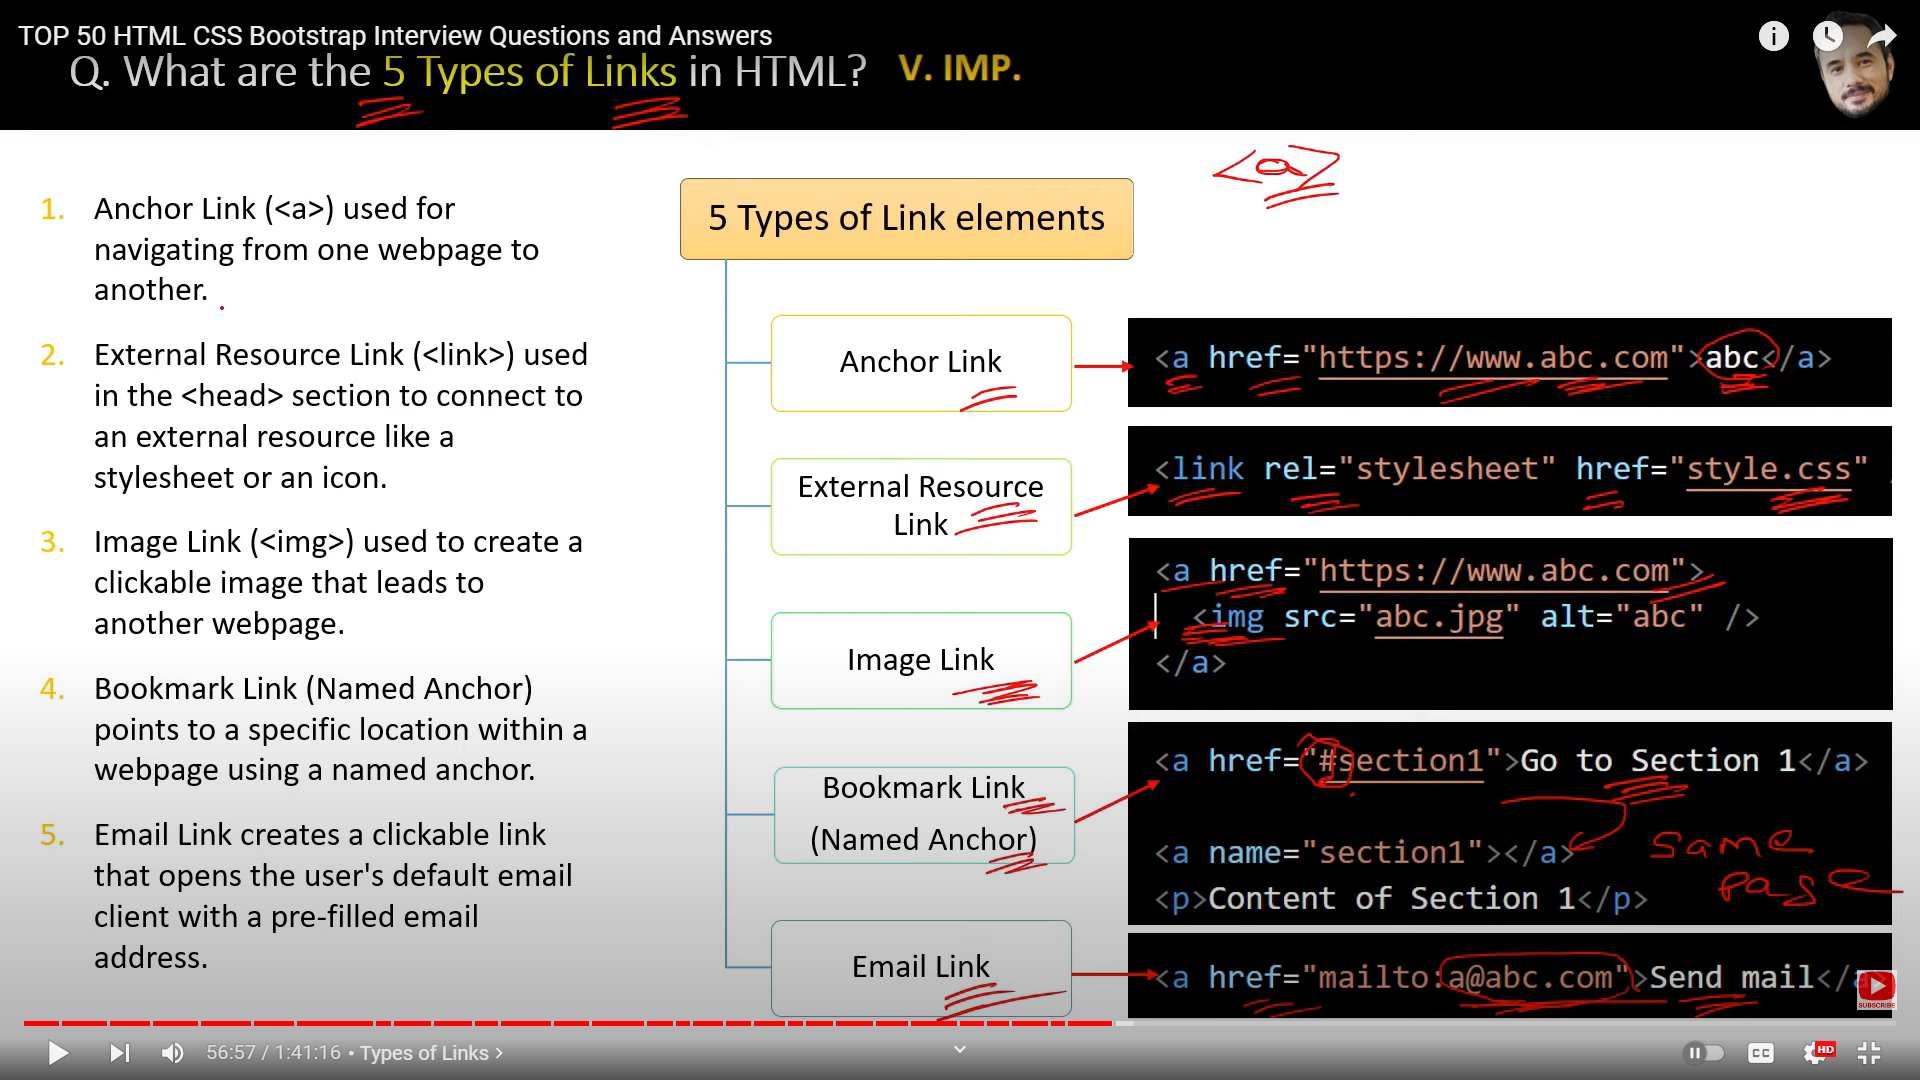 TOP 50 HTML CSS Bootstrap Interview Questions and Answers
Q. What are the 5 Types of Links in HTML? V. IMP.
<a>
1. Anchor Link (<a>) used for
navigating from one webpage to
another.
2. External Resource Link (<link>) used
in the <head> section to connect to
an external resource like a
stylesheet or an icon.
3. Image Link (<img>) used to create a
clickable image that leads to
another webpage.
4. Bookmark Link (Named Anchor)
points to a specific location within a
webpage using a named anchor.
5. Email Link creates a clickable link
that opens the user's default email
client with a pre-filled email
address.
5 Types of Link elements
Anchor Link
<a href="https://www.abc.com">abc</a>
External Resource
Link
<link rel="stylesheet" href="style.css"
Image Link
<a href="https://www.abc.com">
<img src="abc.jpg" alt="abc" />
</a>
Bookmark Link
(Named Anchor)
<a href="#section1">Go to Section 1</a>
<a name="section1"></a>
<p>Content of Section 1</p>
same
page
Email Link
<a href="mailto:a@abc.com">Send mail</a
SUBSCRIBE
56:57 / 1:41:16 • Types of Links >
CC
HD